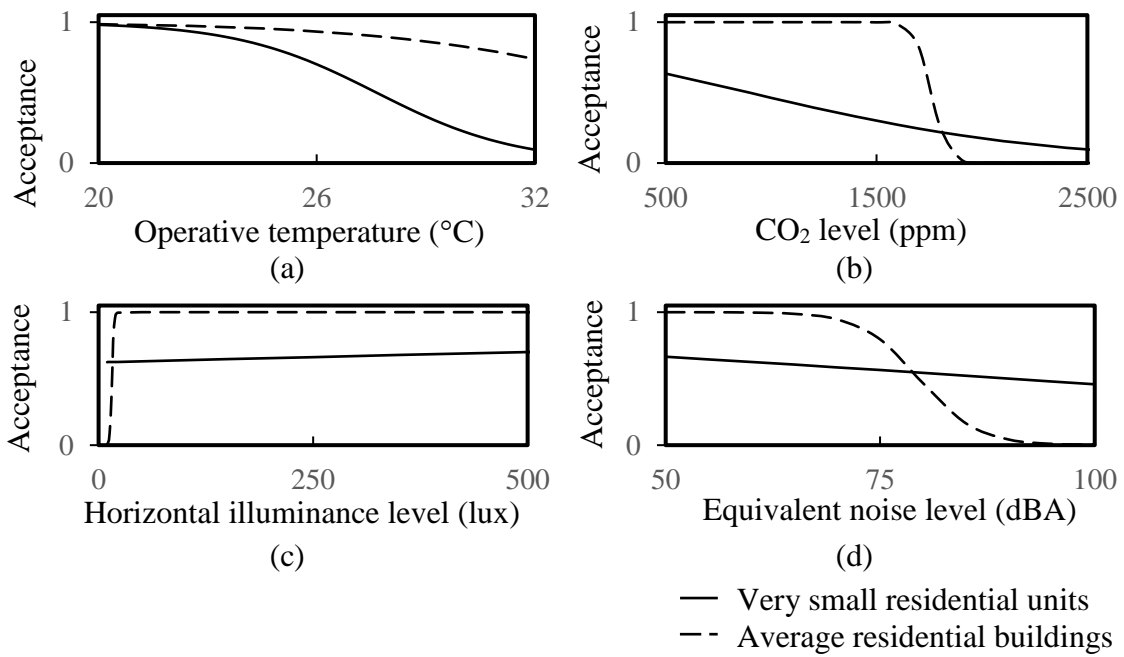 1
Acceptance
0
20 26 32
Operative temperature (°C)
(a)
1
Acceptance
0
500 1500 2500
CO₂ level (ppm)
(b)
1
Acceptance
0
0 250 500
Horizontal illuminance level (lux)
(c)
1
Acceptance
0
50 75 100
Equivalent noise level (dBA)
(d)
Very small residential units
Average residential buildings